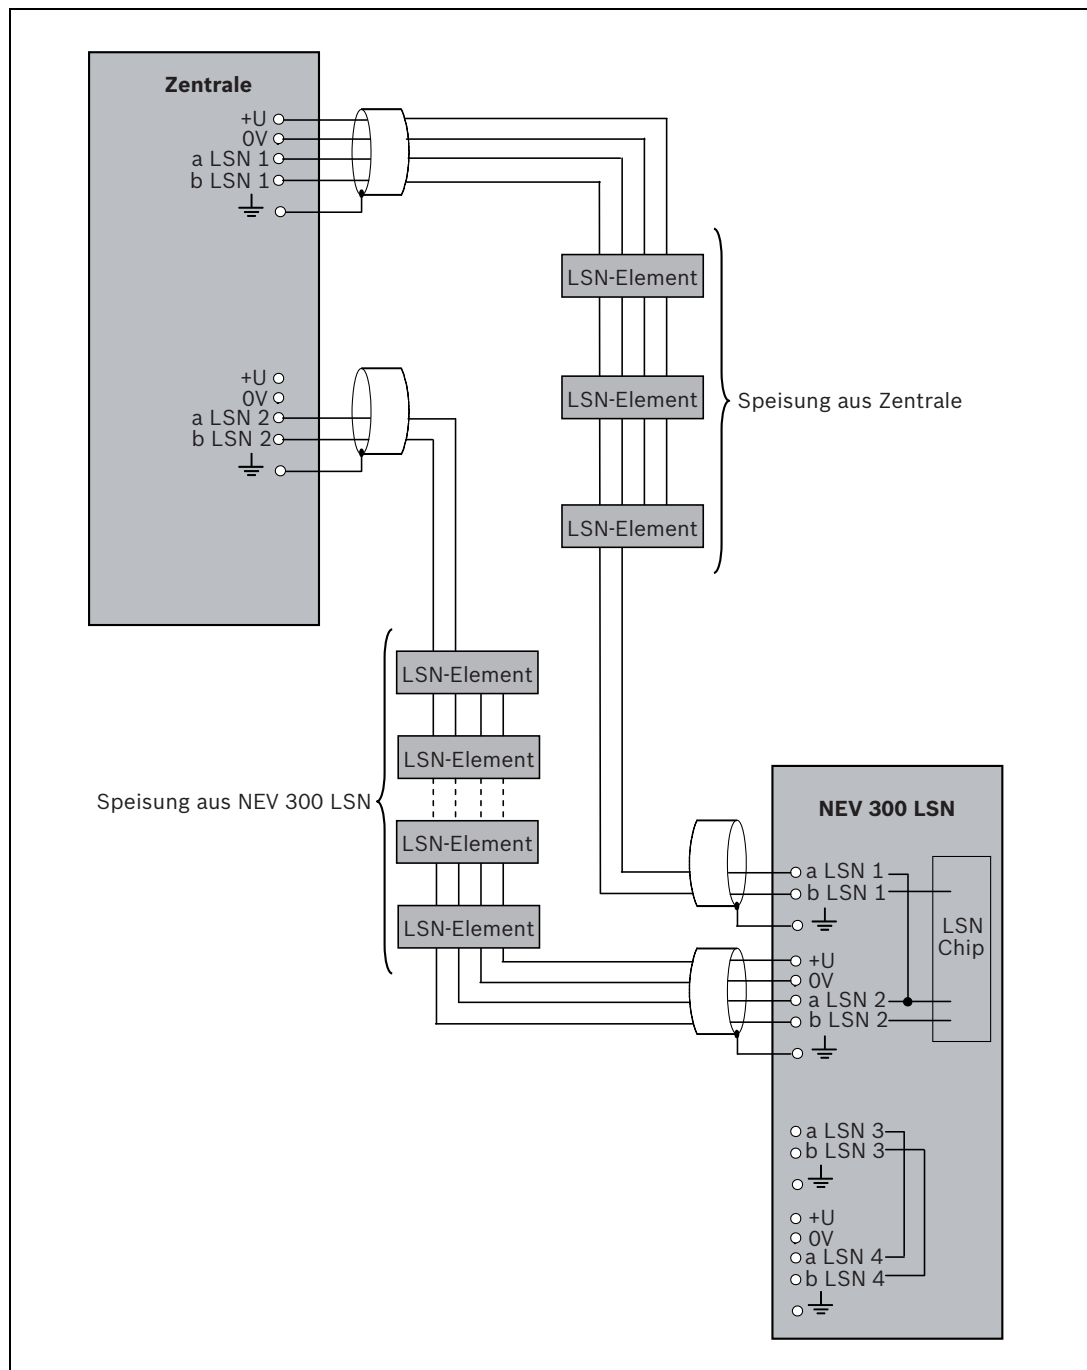 Zentrale
+U
0V
a LSN 1
b LSN 1
LSN-Element
LSN-Element
LSN-Element
Speisung aus Zentrale
+U
0V
a LSN 2
b LSN 2
LSN-Element
LSN-Element
LSN-Element
LSN-Element
Speisung aus NEV 300 LSN
NEV 300 LSN
a LSN 1
b LSN 1
+U
0V
a LSN 2
b LSN 2
LSN
Chip
a LSN 3
b LSN 3
+U
0V
a LSN 4
b LSN 4